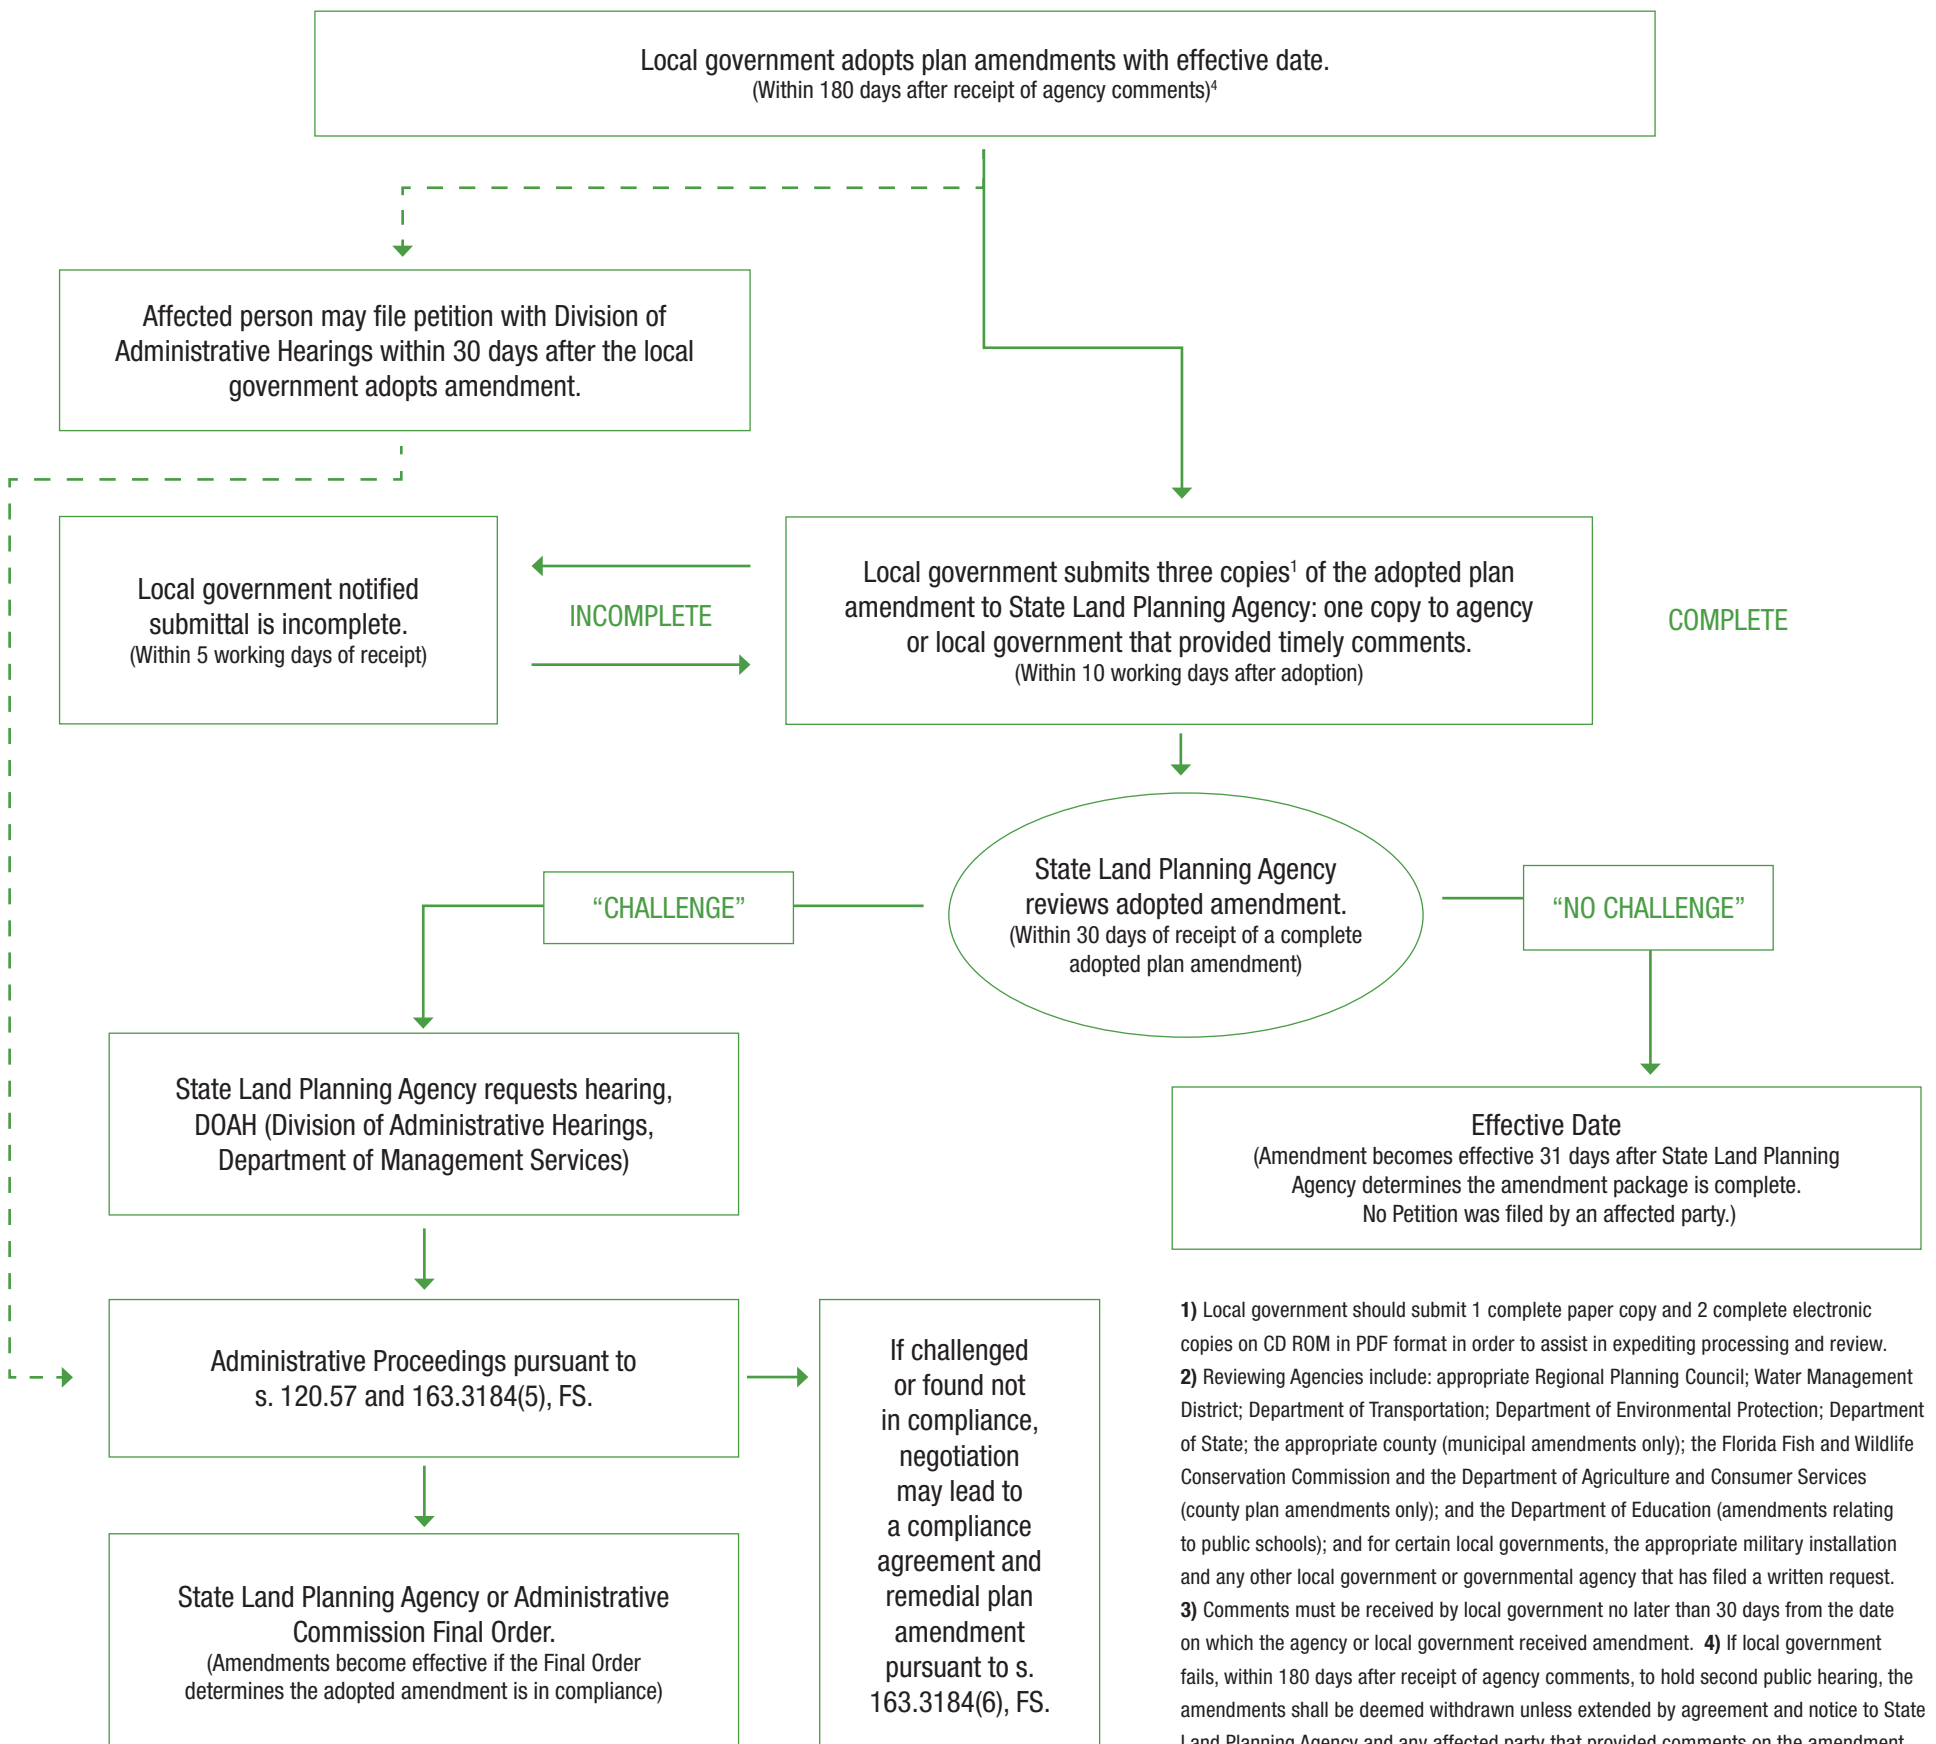 Local government adopts plan amendments with effective date.
(Within 180 days after receipt of agency comments)⁴
Affected person may file petition with Division of
Administrative Hearings within 30 days after the local
government adopts amendment.
Local government notified
submittal is incomplete.
(Within 5 working days of receipt)
INCOMPLETE
Local government submits three copies¹ of the adopted plan
amendment to State Land Planning Agency: one copy to agency
or local government that provided timely comments.
(Within 10 working days after adoption)
COMPLETE
State Land Planning Agency
reviews adopted amendment.
(Within 30 days of receipt of a complete
adopted plan amendment)
“CHALLENGE”
“NO CHALLENGE”
State Land Planning Agency requests hearing,
DOAH (Division of Administrative Hearings,
Department of Management Services)
Effective Date
(Amendment becomes effective 31 days after State Land Planning
Agency determines the amendment package is complete.
No Petition was filed by an affected party.)
Administrative Proceedings pursuant to
s. 120.57 and 163.3184(5), FS.
If challenged
or found not
in compliance,
negotiation
may lead to
a compliance
agreement and
remedial plan
amendment
pursuant to s.
163.3184(6), FS.
State Land Planning Agency or Administrative
Commission Final Order.
(Amendments become effective if the Final Order
determines the adopted amendment is in compliance)
1) Local government should submit 1 complete paper copy and 2 complete electronic
copies on CD ROM in PDF format in order to assist in expediting processing and review.
2) Reviewing Agencies include: appropriate Regional Planning Council; Water Management
District; Department of Transportation; Department of Environmental Protection; Department
of State; the appropriate county (municipal amendments only); the Florida Fish and Wildlife
Conservation Commission and the Department of Agriculture and Consumer Services
(county plan amendments only); and the Department of Education (amendments relating
to public schools); and for certain local governments, the appropriate military installation
and any other local government or governmental agency that has filed a written request.
3) Comments must be received by local government no later than 30 days from the date
on which the agency or local government received amendment. 4) If local government
fails, within 180 days after receipt of agency comments, to hold second public hearing, the
amendments shall be deemed withdrawn unless extended by agreement and notice to State
Land Planning Agency and any affected party that provided comments on the amendment